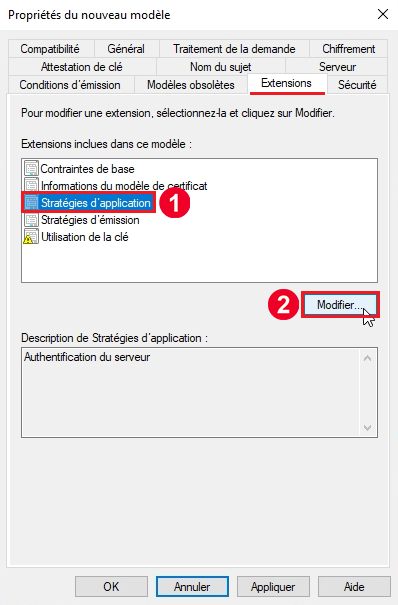 Propriétés du nouveau modèle
Compatibilité Général Traitement de la demande Chiffrement
Attestation de clé Nom du sujet Serveur
Conditions d'émission Modèles obsolètes Extensions Sécurité
Pour modifier une extension, sélectionnez-la et cliquez sur Modifier.
Extensions inclues dans ce modèle :
Contraintes de base
Informations du modèle de certificat
Stratégies d'application 1
Stratégies d'émission
Utilisation de la clé
2 Modifier...
Description de Stratégies d'application :
Authentification du serveur
OK Annuler Appliquer Aide